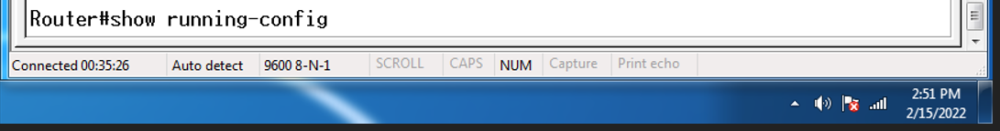 Router#show running-config
Connected 00:35:26 Auto detect 9600 8-N-1 SCROLL CAPS NUM Capture Print echo
2:51 PM
2/15/2022